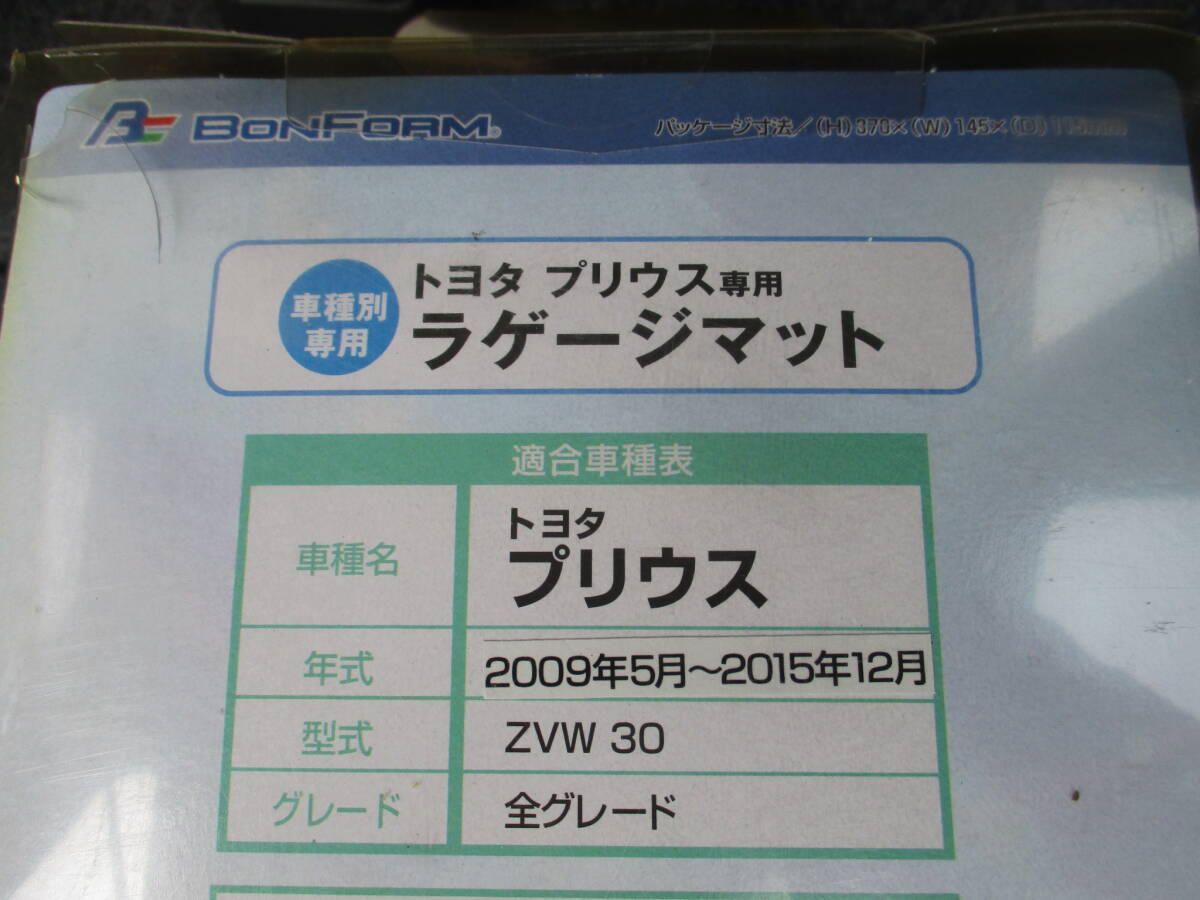 BE BONFORM®
パッケージ寸法/(H)370×(W)145×(D)115mm
車種別
専用
トヨタ プリウス専用
ラゲージマット
適合車種表
車種名
トヨタ
プリウス
年式
2009年5月～2015年12月
型式
ZVW 30
グレード
全グレード